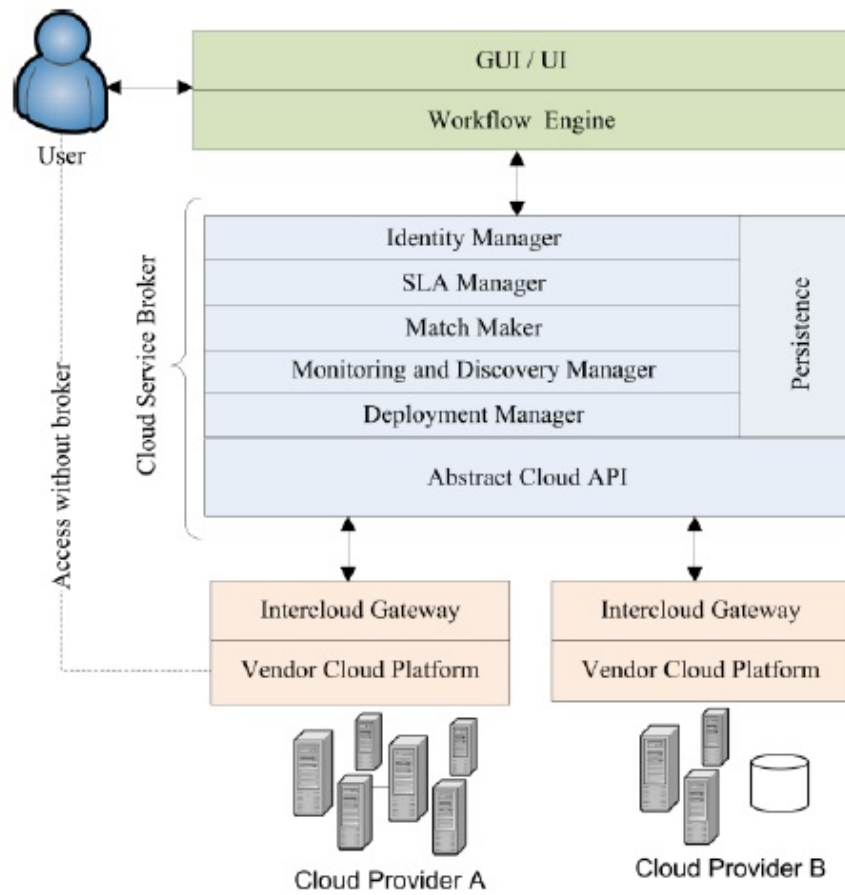 GUI / UI
Workflow Engine
User
Identity Manager
SLA Manager
Match Maker
Monitoring and Discovery Manager
Deployment Manager
Persistence
Abstract Cloud API
Cloud Service Broker
Access without broker
Intercloud Gateway
Vendor Cloud Platform
Intercloud Gateway
Vendor Cloud Platform
Cloud Provider A
Cloud Provider B